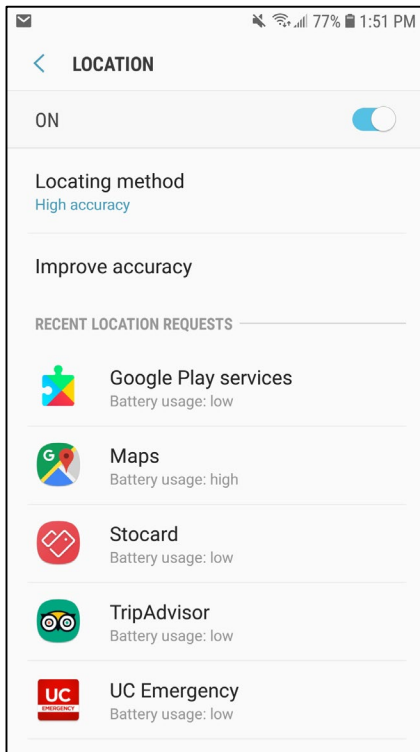 77% 1:51 PM
LOCATION
ON
Locating method
High accuracy
Improve accuracy
RECENT LOCATION REQUESTS
Google Play services
Battery usage: low
G
Maps
Battery usage: high
Stocard
Battery usage: low
TripAdvisor
Battery usage: low
UC
EMERGENCY
UC Emergency
Battery usage: low